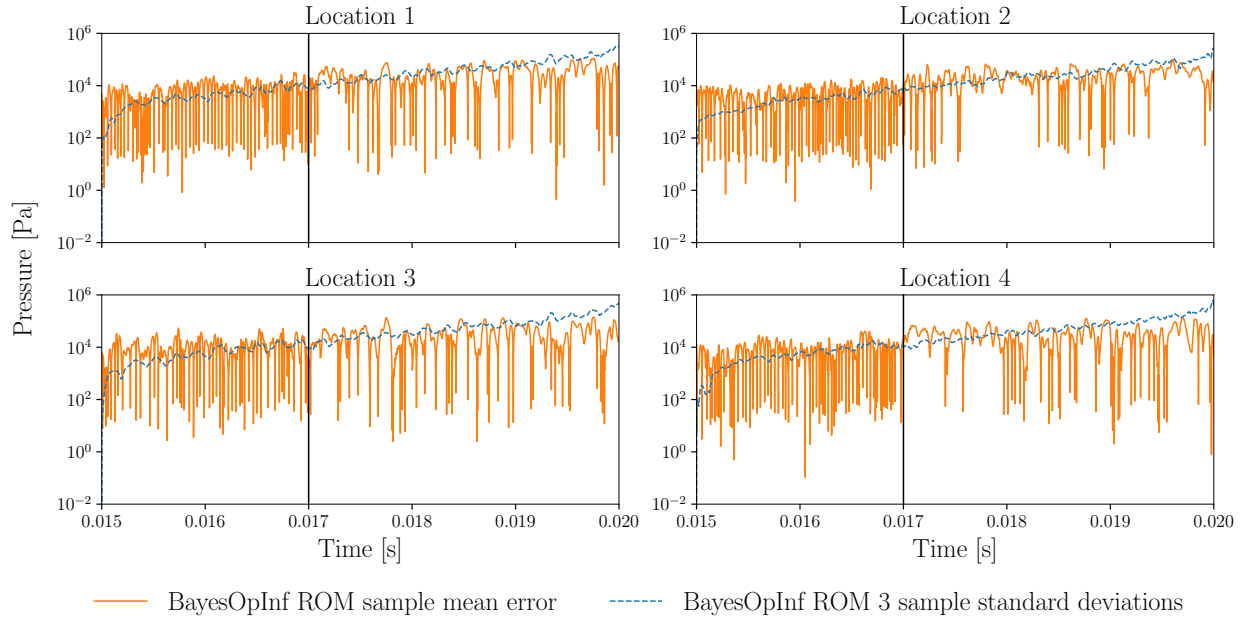 Location 1
Location 2
10^6
10^4
10^2
10^0
10^−2
10^6
10^4
10^2
10^0
10^−2
Location 3
Location 4
10^6
10^4
10^2
10^0
10^−2
10^6
10^4
10^2
10^0
10^−2
0.015 0.016 0.017 0.018 0.019 0.020
0.015 0.016 0.017 0.018 0.019 0.020
Pressure [Pa]
Time [s]
Time [s]
BayesOpInf ROM sample mean error
BayesOpInf ROM 3 sample standard deviations